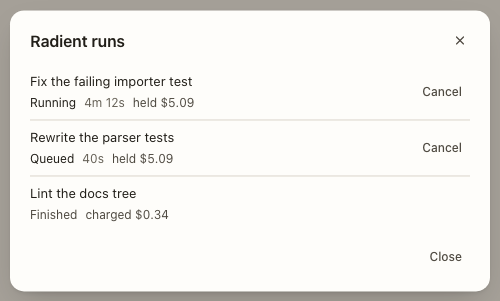 Radient runs ×
Fix the failing importer test
Cancel
Running 4m 12s held $5.09
Rewrite the parser tests
Cancel
Queued 40s held $5.09
Lint the docs tree
Finished charged $0.34
Close